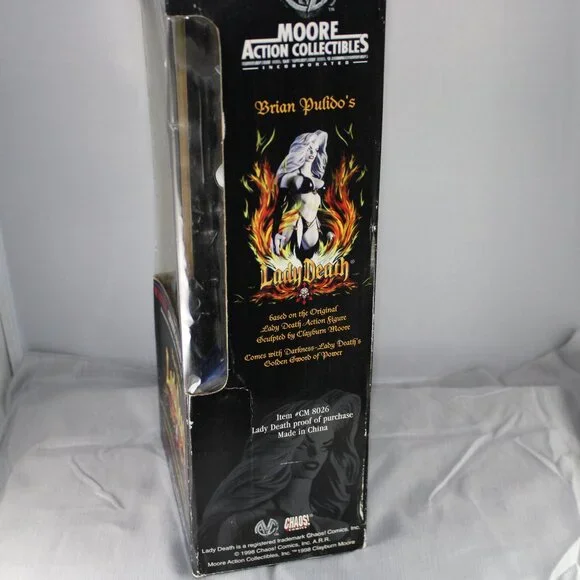 MOORE
ACTION COLLECTIBLES
INCORPORATED
Brian Pulido's
Lady Death®
based on the Original
Lady Death Action Figure
Sculpted by Clayburn Moore
Comes with Darkness-Lady Death's
Golden Sword of Power
Item #CM 8026
Lady Death proof of purchase
Made in China
CHAOS!
COMICS
Lady Death is a registered trademark Chaos! Comics, Inc.
© 1998 Chaos! Comics, Inc. A.R.R.
Moore Action Collectibles, Inc.™ 1998 Clayburn Moore